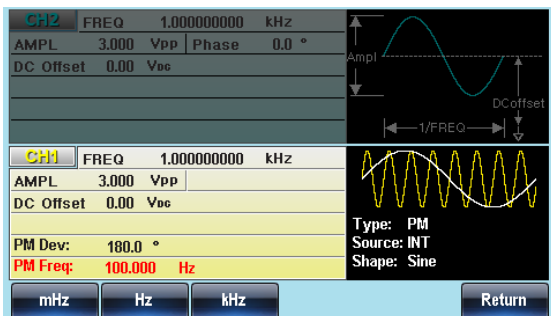 CH2 FREQ 1.000000000 kHz
AMPL 3.000 Vpp Phase 0.0 °
DC Offset 0.00 VDC
Ampl
DCoffset
1/FREQ
CH1 FREQ 1.000000000 kHz
AMPL 3.000 Vpp
DC Offset 0.00 VDC
PM Dev: 180.0 °
PM Freq: 100.000 Hz
Type: PM
Source: INT
Shape: Sine
mHz Hz kHz Return